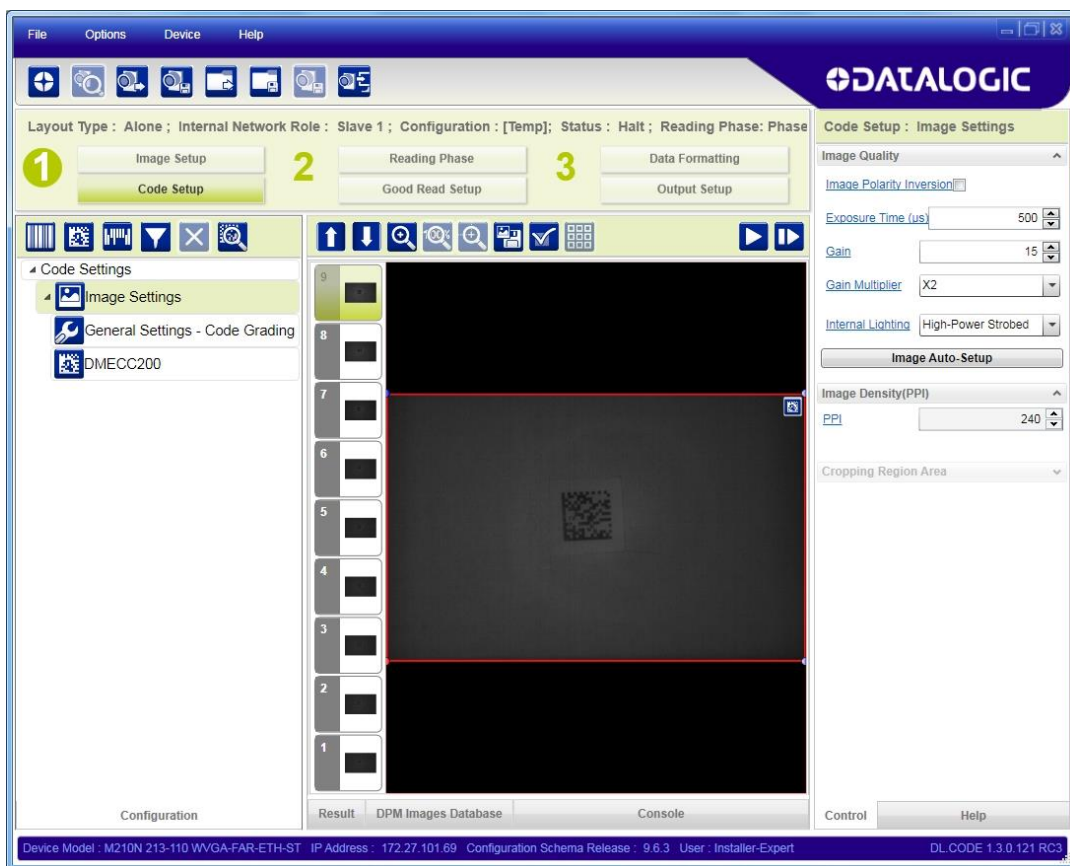 File Options Device Help
DATALOGIC
Layout Type : Alone ; Internal Network Role : Slave 1 ; Configuration : [Temp]; Status : Halt ; Reading Phase: Phase
1 Image Setup 2 Reading Phase 3 Data Formatting
Code Setup Good Read Setup Output Setup
Code Settings
Image Settings
General Settings - Code Grading
DMECC200
100%
9
8
7
6
5
4
3
2
1
Configuration
Result DPM Images Database Console
Code Setup : Image Settings
Image Quality
Image Polarity Inversion
Exposure Time (us) 500
Gain 15
Gain Multiplier X2
Internal Lighting High-Power Strobed
Image Auto-Setup
Image Density(PPI)
PPI 240
Cropping Region Area
Control Help
Device Model : M210N 213-110 WVGA-FAR-ETH-ST IP Address : 172.27.101.69 Configuration Schema Release : 9.6.3 User : Installer-Expert DL.CODE 1.3.0.121 RC3